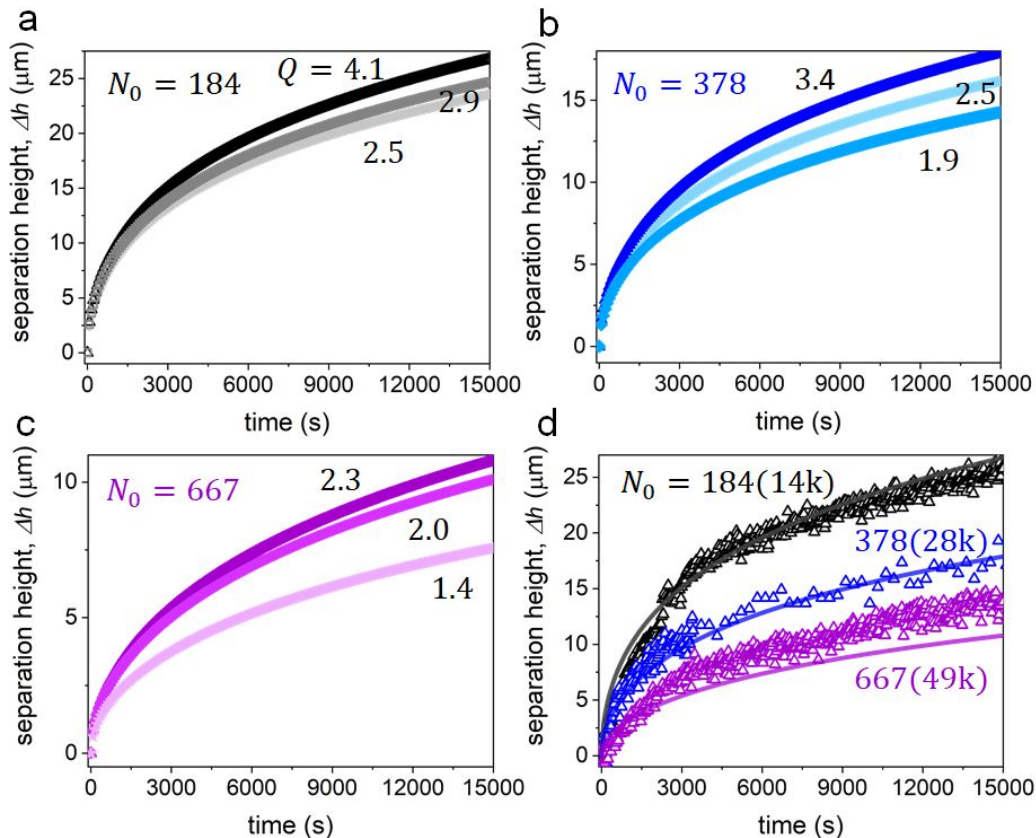 a
separation height, Δh (μm)
25
20
15
10
5
0
N₀ = 184
Q = 4.1
2.9
2.5
0 3000 6000 9000 12000 15000
time (s)
b
separation height, Δh (μm)
15
10
5
0
N₀ = 378
3.4
2.5
1.9
0 3000 6000 9000 12000 15000
time (s)
c
separation height, Δh (μm)
10
5
0
N₀ = 667
2.3
2.0
1.4
0 3000 6000 9000 12000 15000
time (s)
d
separation height, Δh (μm)
25
20
15
10
5
0
N₀ = 184(14k)
378(28k)
667(49k)
0 3000 6000 9000 12000 15000
time (s)